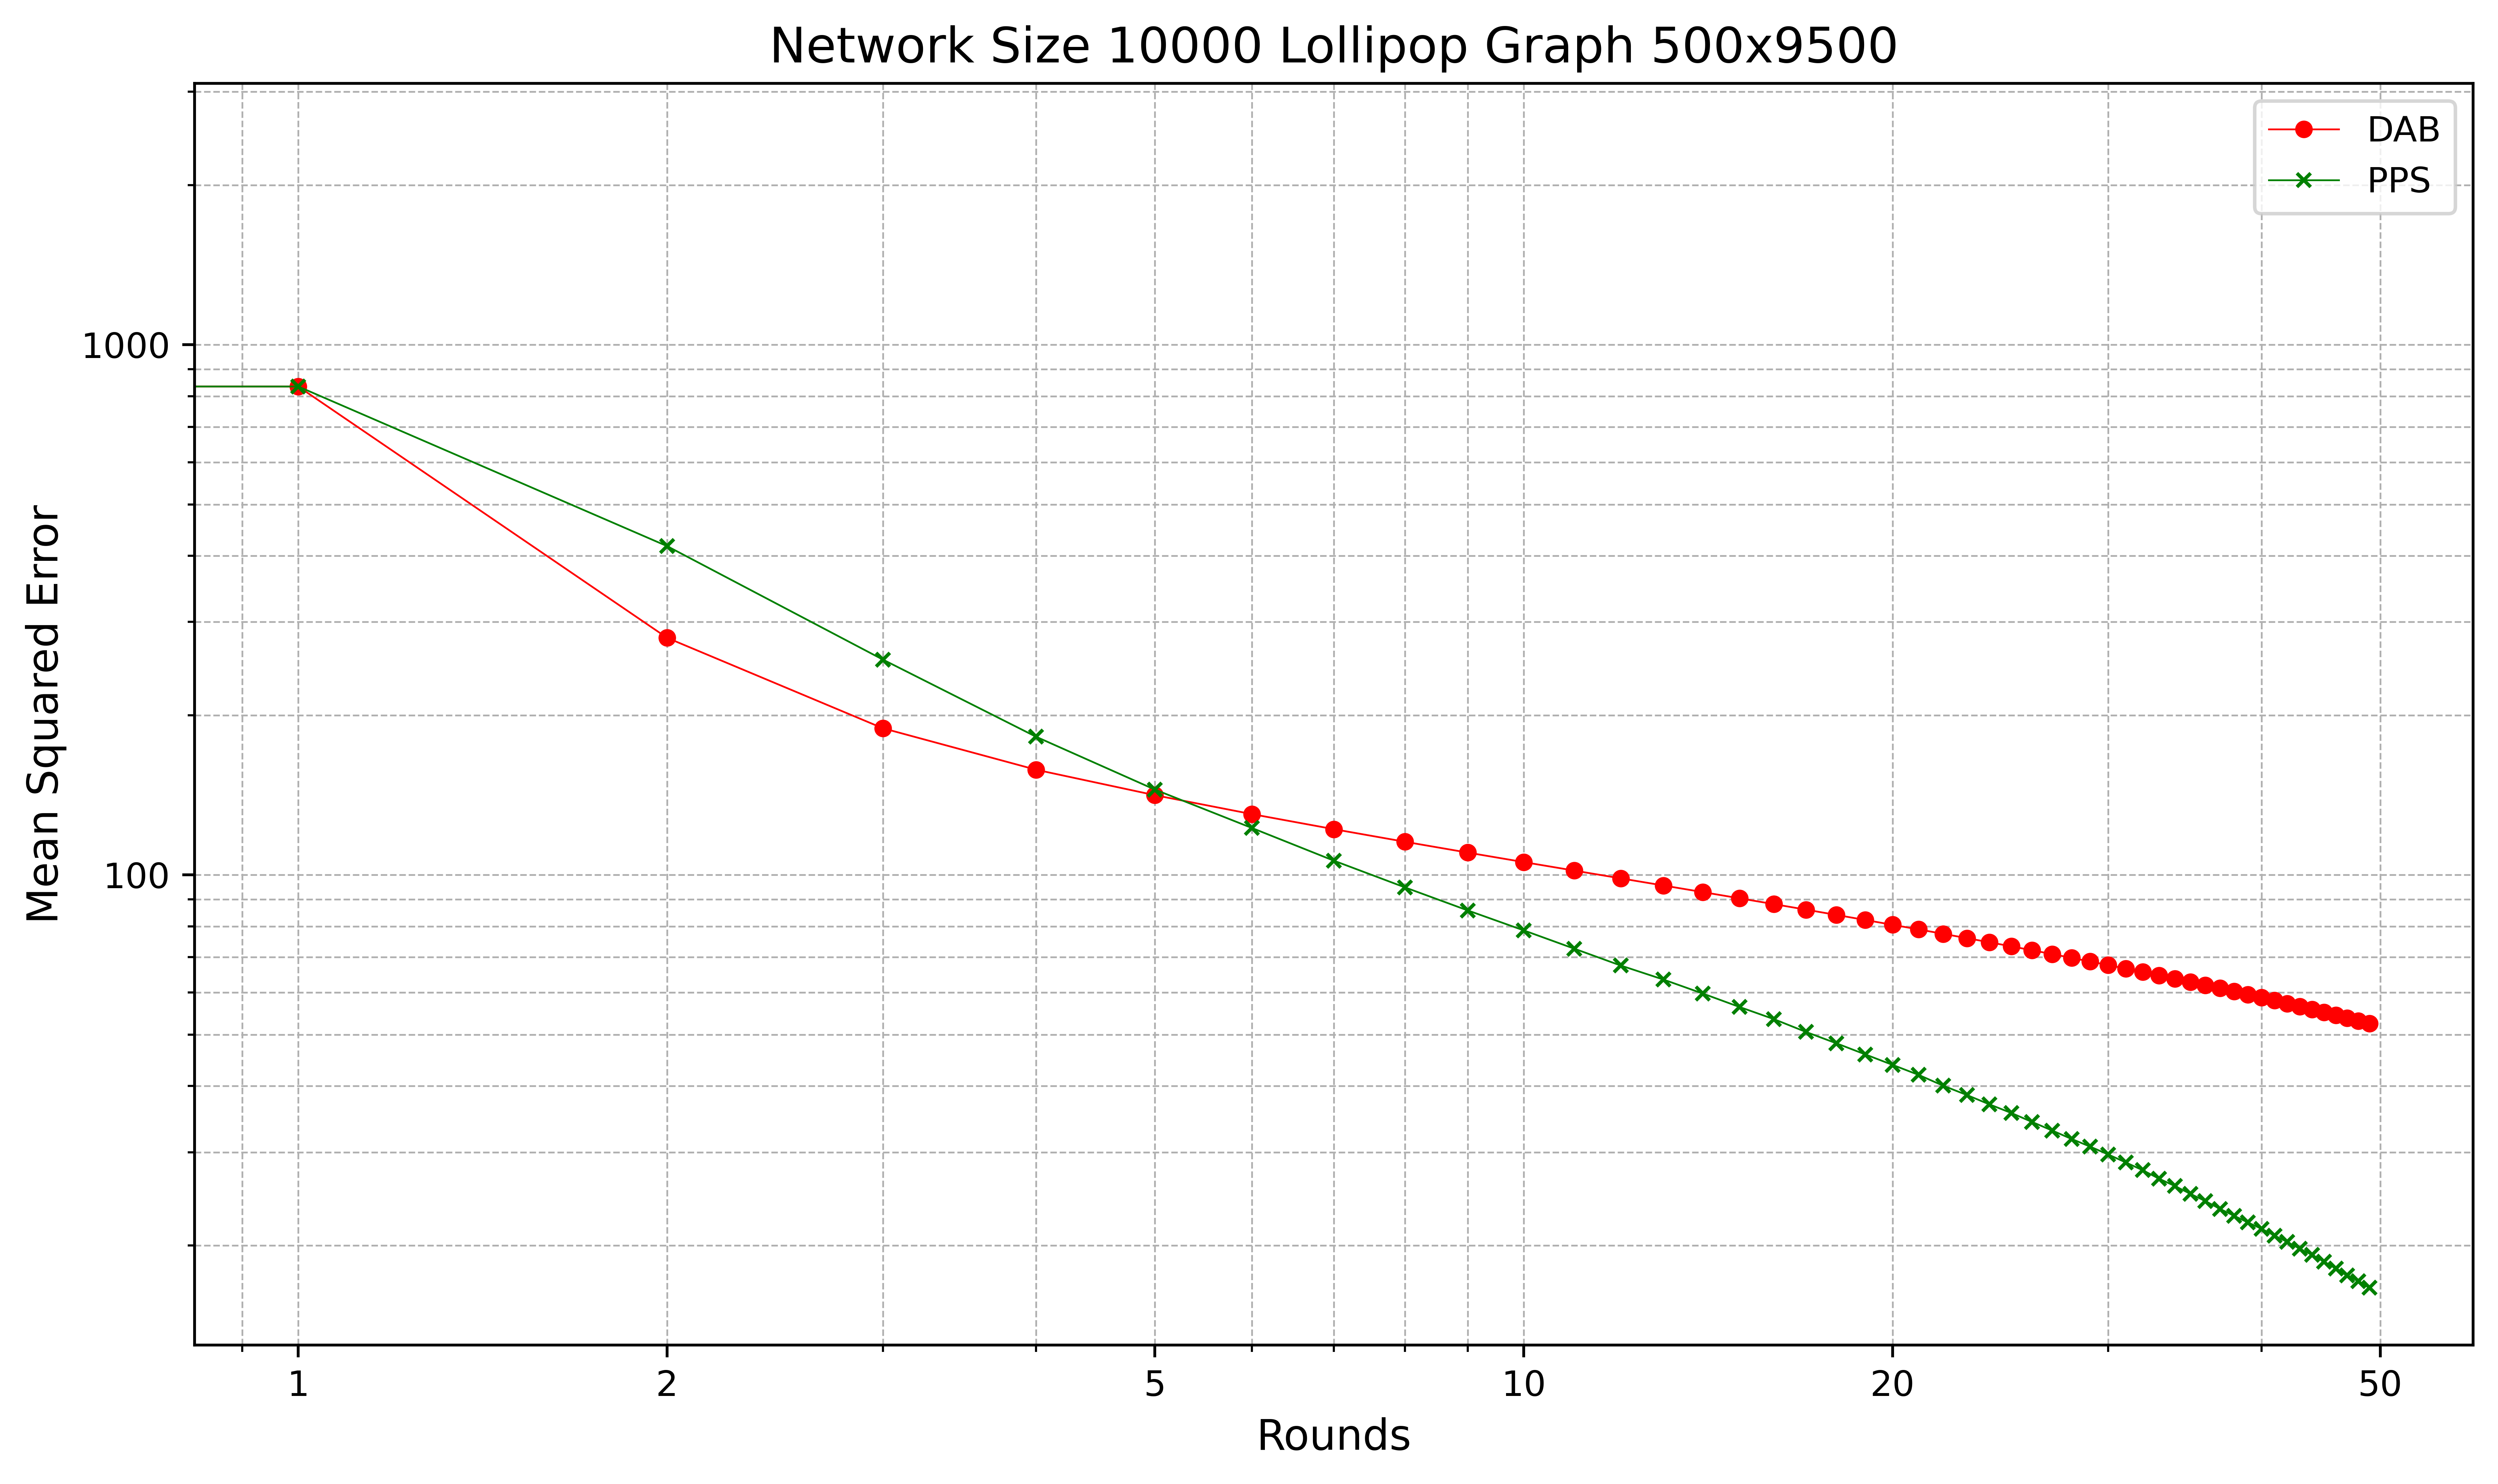 Network Size 10000 Lollipop Graph 500x9500
DAB
PPS
Mean Squared Error
1000
100
1 2 5 10 20 50
Rounds